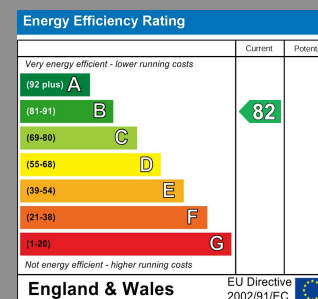 Energy Efficiency Rating
Current Potent
Very energy efficient - lower running costs
(92 plus) A
(81-91) B 82
(69-80) C
(55-68) D
(39-54) E
(21-38) F
(1-20) G
Not energy efficient - higher running costs
England & Wales
EU Directive
2002/91/EC